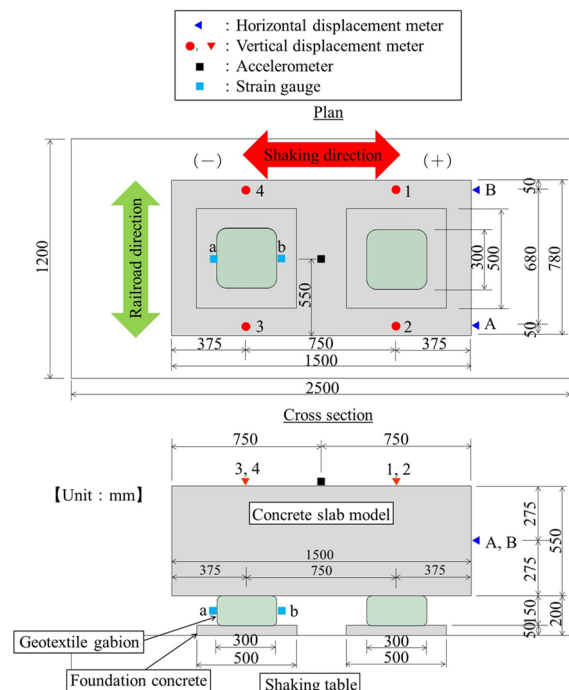 : Horizontal displacement meter
: Vertical displacement meter
: Accelerometer
: Strain gauge
Plan
(−) Shaking direction (+)
4 1 B
50
a b
Railroad direction
1200
550
300
500
680
780
3 2 A
50
375 750 375
1500
2500
Cross section
750 750
3, 4 1, 2
【Unit : mm】
Concrete slab model
275
550
A, B
1500
275
375 750 375
a b
150
200
50
Geotextile gabion
300 300
500 500
Foundation concrete
Shaking table